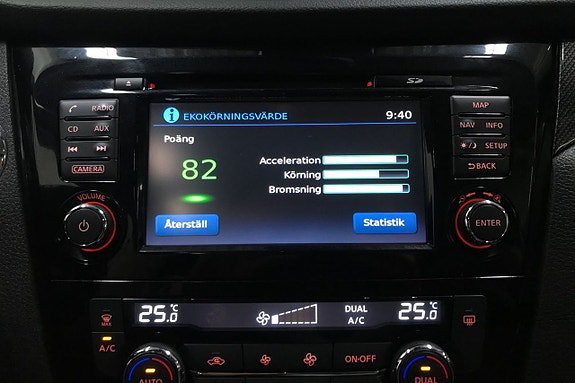 SD
RADIO
CD AUX
CAMERA
VOLUME
EKOKÖRNINGSVÄRDE 9:40
Poäng
82
Acceleration
Körning
Bromsning
Återställ
Statistik
MAP
NAV INFO
SETUP
BACK
ENTER
25.0 °C
DUAL
A/C
25.0 °C
MAX
A/C
AUTO
ON·OFF
DUAL